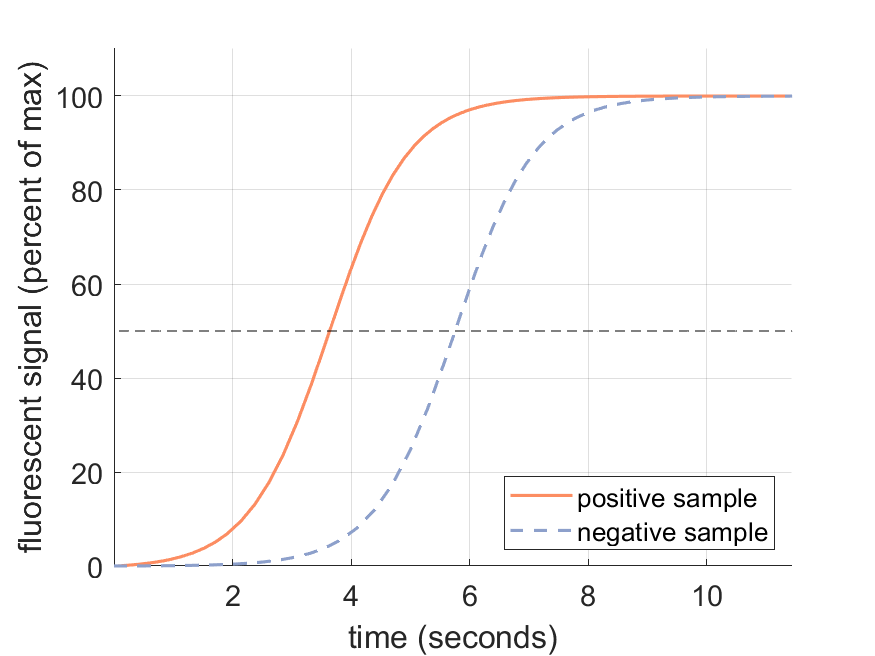 fluorescent signal (percent of max)
100
80
60
40
20
0
2 4 6 8 10
time (seconds)
positive sample
negative sample